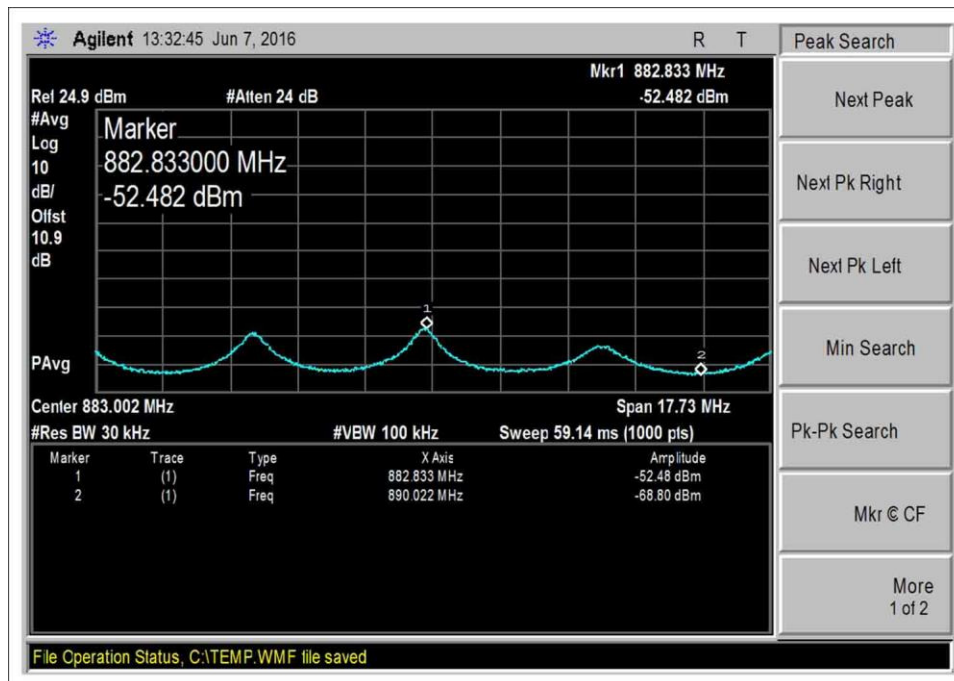 Agilent 13:32:45 Jun 7, 2016 R T
Mkr1 882.833 MHz
Ref 24.9 dBm #Atten 24 dB -52.482 dBm
#Avg
Log
10
dB/
Offst
10.9
dB
PAvg
Marker
882.833000 MHz
-52.482 dBm
1
2
Center 883.002 MHz Span 17.73 MHz
#Res BW 30 kHz #VBW 100 kHz Sweep 59.14 ms (1000 pts)
Marker Trace Type X Axis Amplitude
1 (1) Freq 882.833 MHz -52.48 dBm
2 (1) Freq 890.022 MHz -68.80 dBm
File Operation Status, C:\TEMP.WMF file saved
Peak Search
Next Peak
Next Pk Right
Next Pk Left
Min Search
Pk-Pk Search
Mkr © CF
More
1 of 2